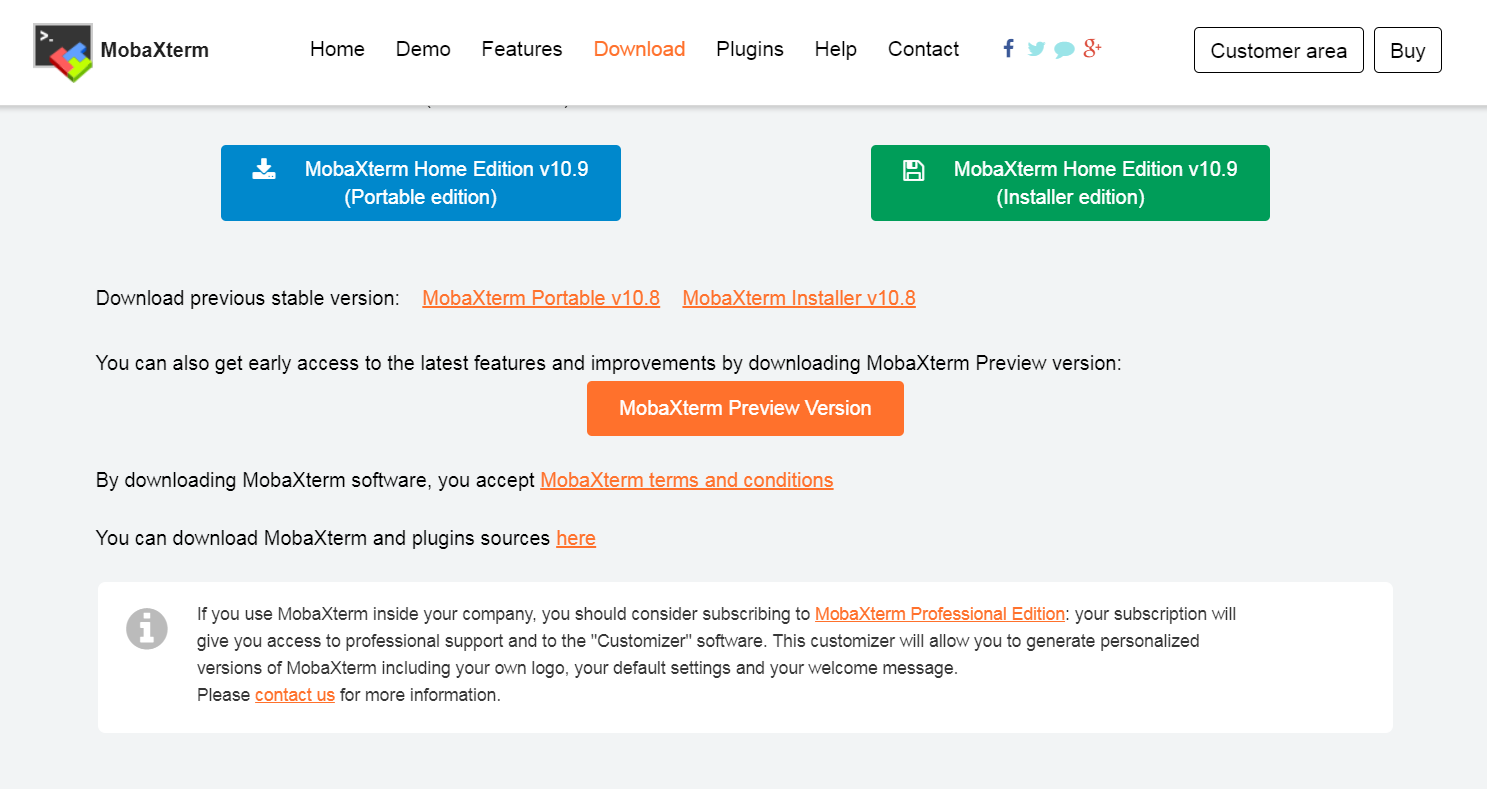 MobaXterm
Home Demo Features Download Plugins Help Contact
Customer area Buy
MobaXterm Home Edition v10.9
(Portable edition)
MobaXterm Home Edition v10.9
(Installer edition)
Download previous stable version: MobaXterm Portable v10.8 MobaXterm Installer v10.8
You can also get early access to the latest features and improvements by downloading MobaXterm Preview version:
MobaXterm Preview Version
By downloading MobaXterm software, you accept MobaXterm terms and conditions
You can download MobaXterm and plugins sources here
If you use MobaXterm inside your company, you should consider subscribing to MobaXterm Professional Edition: your subscription will
give you access to professional support and to the "Customizer" software. This customizer will allow you to generate personalized
versions of MobaXterm including your own logo, your default settings and your welcome message.
Please contact us for more information.